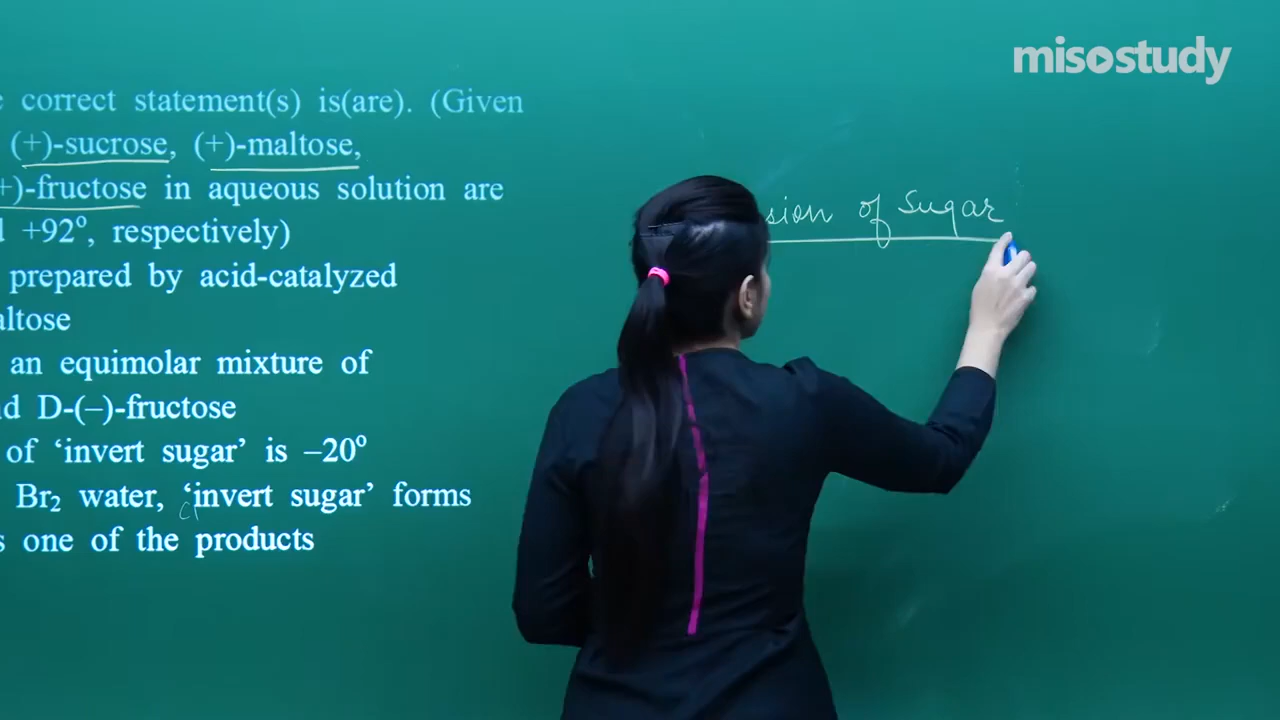 misostudy
correct statement(s) is(are). (Given
(+)-sucrose, (+)-maltose,
+)-fructose in aqueous solution are
+92º, respectively)
prepared by acid-catalyzed
altose
an equimolar mixture of
d D-(–)-fructose
of ‘invert sugar’ is –20º
Br₂ water, ‘invert sugar’ forms
s one of the products
sion of Sugar